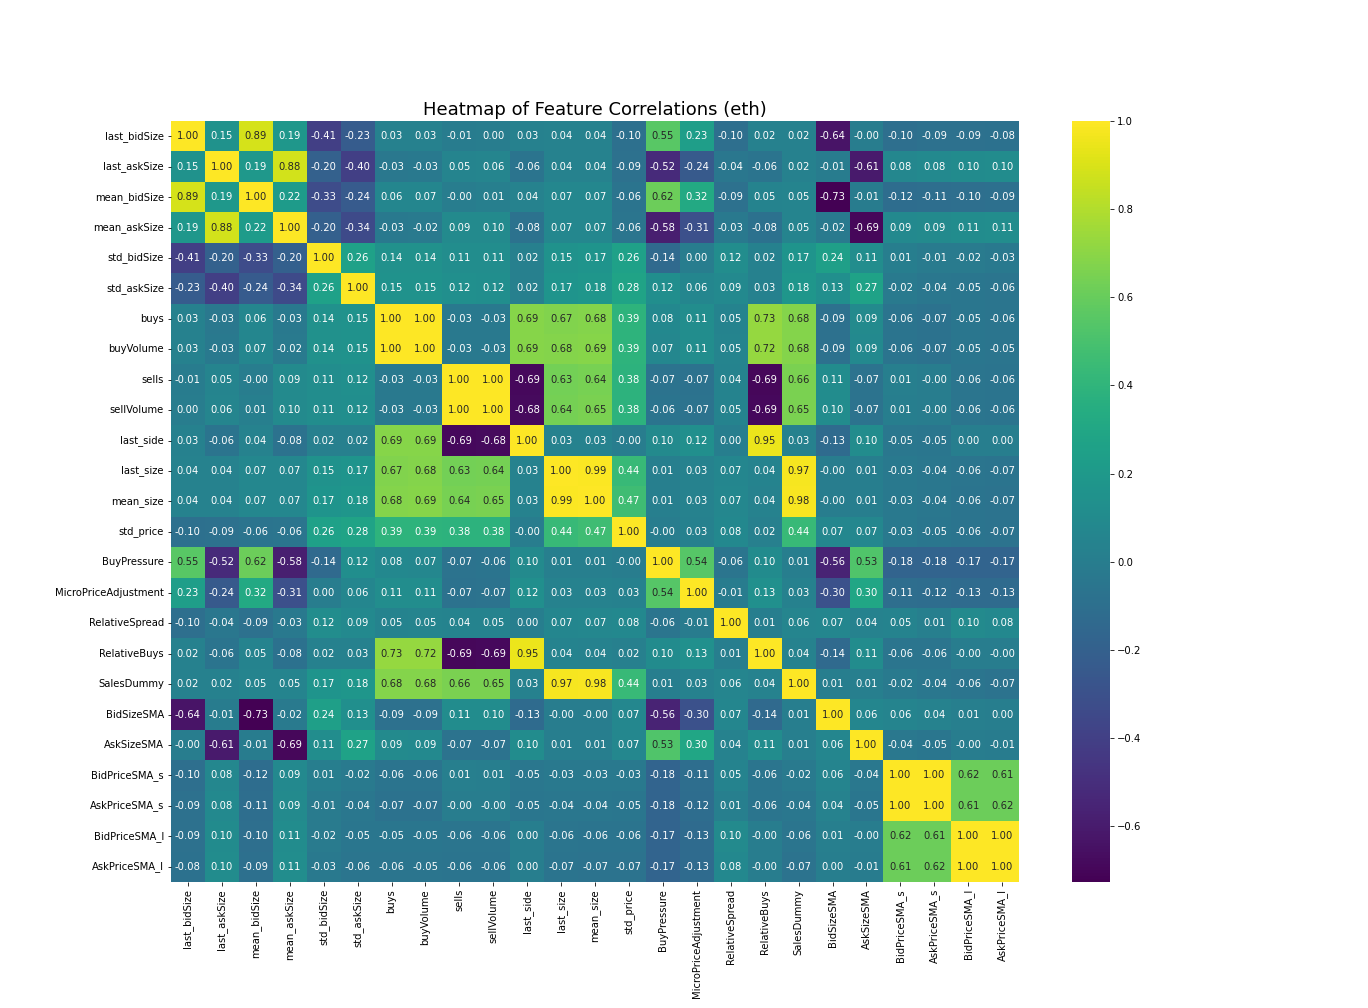 Heatmap of Feature Correlations (eth)
last_bidSize 1.00 0.15 0.89 0.19 -0.41 -0.23 0.03 0.03 -0.01 0.00 0.03 0.04 0.04 -0.10 0.55 0.23 -0.10 0.02 0.02 -0.64 -0.00 -0.10 -0.09 -0.09 -0.08
last_askSize 0.15 1.00 0.19 0.88 -0.20 -0.40 -0.03 -0.03 0.05 0.06 -0.06 0.04 0.04 -0.09 -0.52 -0.24 -0.04 -0.06 0.02 -0.01 -0.61 0.08 0.08 0.10 0.10
mean_bidSize 0.89 0.19 1.00 0.22 -0.33 -0.24 0.06 0.07 -0.00 0.01 0.04 0.07 0.07 -0.06 0.62 0.32 -0.09 0.05 0.05 -0.73 -0.01 -0.12 -0.11 -0.10 -0.09
mean_askSize 0.19 0.88 0.22 1.00 -0.20 -0.34 -0.03 -0.02 0.09 0.10 -0.08 0.07 0.07 -0.06 -0.58 -0.31 -0.03 -0.08 0.05 -0.02 -0.69 0.09 0.09 0.11 0.11
std_bidSize -0.41 -0.20 -0.33 -0.20 1.00 0.26 0.14 0.14 0.11 0.11 0.02 0.15 0.17 0.26 -0.14 0.00 0.12 0.02 0.17 0.24 0.11 0.01 -0.01 -0.02 -0.03
std_askSize -0.23 -0.40 -0.24 -0.34 0.26 1.00 0.15 0.15 0.12 0.12 0.02 0.17 0.18 0.28 0.12 0.06 0.09 0.03 0.18 0.13 0.27 -0.02 -0.04 -0.05 -0.06
buys 0.03 -0.03 0.06 -0.03 0.14 0.15 1.00 1.00 -0.03 -0.03 0.69 0.67 0.68 0.39 0.08 0.11 0.05 0.73 0.68 -0.09 0.09 -0.06 -0.07 -0.05 -0.06
buyVolume 0.03 -0.03 0.07 -0.02 0.14 0.15 1.00 1.00 -0.03 -0.03 0.69 0.68 0.69 0.39 0.07 0.11 0.05 0.72 0.68 -0.09 0.09 -0.06 -0.07 -0.05 -0.05
sells -0.01 0.05 -0.00 0.09 0.11 0.12 -0.03 -0.03 1.00 1.00 -0.69 0.63 0.64 0.38 -0.07 -0.07 0.04 -0.69 0.66 0.11 -0.07 0.01 -0.00 -0.06 -0.06
sellVolume 0.00 0.06 0.01 0.10 0.11 0.12 -0.03 -0.03 1.00 1.00 -0.68 0.64 0.65 0.38 -0.06 -0.07 0.05 -0.69 0.65 0.10 -0.07 0.01 -0.00 -0.06 -0.06
last_side 0.03 -0.06 0.04 -0.08 0.02 0.02 0.69 0.69 -0.69 -0.68 1.00 0.03 0.03 -0.00 0.10 0.12 0.00 0.95 0.03 -0.13 0.10 -0.05 -0.05 0.00 0.00
last_size 0.04 0.04 0.07 0.07 0.15 0.17 0.67 0.68 0.63 0.64 0.03 1.00 0.99 0.44 0.01 0.03 0.07 0.04 0.97 -0.00 0.01 -0.03 -0.04 -0.06 -0.07
mean_size 0.04 0.04 0.07 0.07 0.17 0.18 0.68 0.69 0.64 0.65 0.03 0.99 1.00 0.47 0.01 0.03 0.07 0.04 0.98 -0.00 0.01 -0.03 -0.04 -0.06 -0.07
std_price -0.10 -0.09 -0.06 -0.06 0.26 0.28 0.39 0.39 0.38 0.38 -0.00 0.44 0.47 1.00 -0.00 0.03 0.08 0.02 0.44 0.07 0.07 -0.03 -0.05 -0.06 -0.07
BuyPressure 0.55 -0.52 0.62 -0.58 -0.14 0.12 0.08 0.07 -0.07 -0.06 0.10 0.01 0.01 -0.00 1.00 0.54 -0.06 0.10 0.01 -0.56 0.53 -0.18 -0.18 -0.17 -0.17
MicroPriceAdjustment 0.23 -0.24 0.32 -0.31 0.00 0.06 0.11 0.11 -0.07 -0.07 0.12 0.03 0.03 0.03 0.54 1.00 -0.01 0.13 0.03 -0.30 0.30 -0.11 -0.12 -0.13 -0.13
RelativeSpread -0.10 -0.04 -0.09 -0.03 0.12 0.09 0.05 0.05 0.04 0.05 0.00 0.07 0.07 0.08 -0.06 -0.01 1.00 0.01 0.06 0.07 0.04 0.05 0.01 0.10 0.08
RelativeBuys 0.02 -0.06 0.05 -0.08 0.02 0.03 0.73 0.72 -0.69 -0.69 0.95 0.04 0.04 0.02 0.10 0.13 0.01 1.00 0.04 -0.14 0.11 -0.06 -0.06 -0.00 -0.00
SalesDummy 0.02 0.02 0.05 0.05 0.17 0.18 0.68 0.68 0.66 0.65 0.03 0.97 0.98 0.44 0.01 0.03 0.06 0.04 1.00 0.01 0.01 -0.02 -0.04 -0.06 -0.07
BidSizeSMA -0.64 -0.01 -0.73 -0.02 0.24 0.13 -0.09 -0.09 0.11 0.10 -0.13 -0.00 -0.00 0.07 -0.56 -0.30 0.07 -0.14 0.01 1.00 0.06 0.06 0.04 0.01 0.00
AskSizeSMA -0.00 -0.61 -0.01 -0.69 0.11 0.27 0.09 0.09 -0.07 -0.07 0.10 0.01 0.01 0.07 0.53 0.30 0.04 0.11 0.01 0.06 1.00 -0.04 -0.05 -0.00 -0.01
BidPriceSMA_s -0.10 0.08 -0.12 0.09 0.01 -0.02 -0.06 -0.06 0.01 0.01 -0.05 -0.03 -0.03 -0.03 -0.18 -0.11 0.05 -0.06 -0.02 0.06 -0.04 1.00 1.00 0.62 0.61
AskPriceSMA_s -0.09 0.08 -0.11 0.09 -0.01 -0.04 -0.07 -0.07 -0.00 -0.00 -0.05 -0.04 -0.04 -0.05 -0.18 -0.12 0.01 -0.06 -0.04 0.04 -0.05 1.00 1.00 0.61 0.62
BidPriceSMA_l -0.09 0.10 -0.10 0.11 -0.02 -0.05 -0.05 -0.05 -0.06 -0.06 0.00 -0.06 -0.06 -0.06 -0.17 -0.13 0.10 -0.00 -0.06 0.01 -0.00 0.62 0.61 1.00 1.00
AskPriceSMA_l -0.08 0.10 -0.09 0.11 -0.03 -0.06 -0.06 -0.05 -0.06 -0.06 0.00 -0.07 -0.07 -0.07 -0.17 -0.13 0.08 -0.00 -0.07 0.00 -0.01 0.61 0.62 1.00 1.00
last_bidSize
last_askSize
mean_bidSize
mean_askSize
std_bidSize
std_askSize
buys
buyVolume
sells
sellVolume
last_side
last_size
mean_size
std_price
BuyPressure
MicroPriceAdjustment
RelativeSpread
RelativeBuys
SalesDummy
BidSizeSMA
AskSizeSMA
BidPriceSMA_s
AskPriceSMA_s
BidPriceSMA_l
AskPriceSMA_l
1.0
0.8
0.6
0.4
0.2
0.0
−0.2
−0.4
−0.6